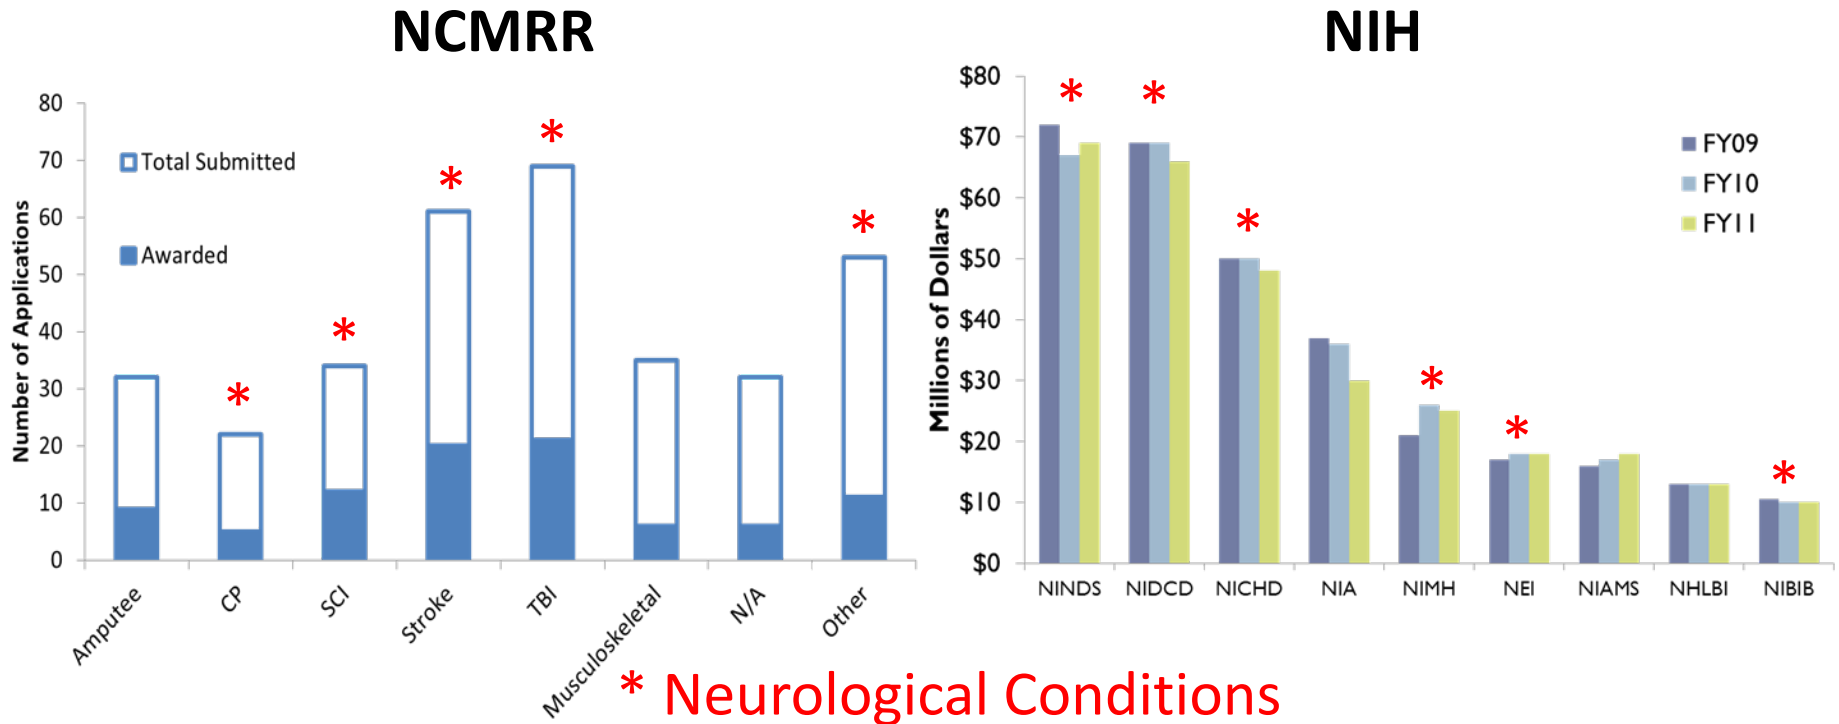 NCMRR
80
70
60
50
40
30
20
10
0
Number of Applications
Total Submitted
Awarded
*
*
*
*
*
Amputee
CP
SCI
Stroke
TBI
Musculoskeletal
N/A
Other
NIH
$80
$70
$60
$50
$40
$30
$20
$10
$0
Millions of Dollars
*
*
*
*
*
*
FY09
FY10
FY11
NINDS
NIDCD
NICHD
NIA
NIMH
NEI
NIAMS
NHLBI
NIBIB
* Neurological Conditions